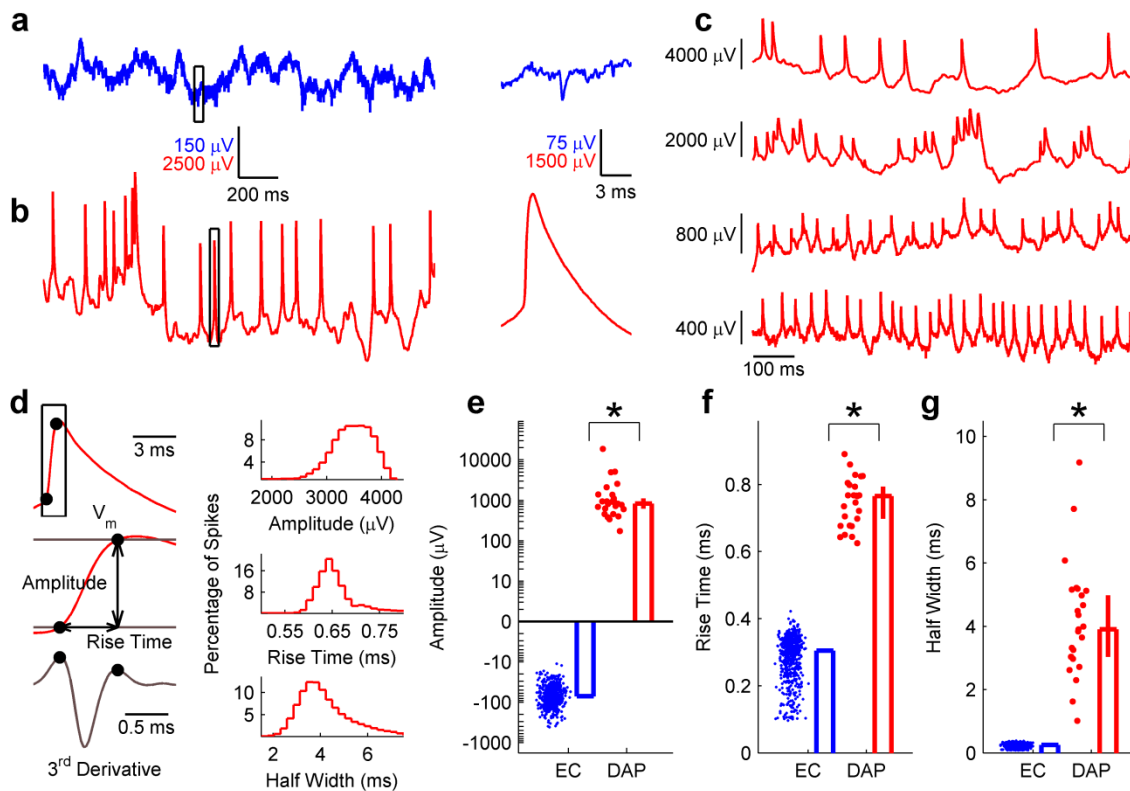 a
150 µV
2500 µV
200 ms
75 µV
1500 µV
3 ms
b
c
4000 µV
2000 µV
800 µV
400 µV
100 ms
d
3 ms
Vm
Amplitude
Rise Time
0.5 ms
3rd Derivative
Percentage of Spikes
8
4
2000 3000 4000
Amplitude (µV)
16
8
0.55 0.65 0.75
Rise Time (ms)
10
5
2 4 6
Half Width (ms)
e
*
Amplitude (µV)
10000
1000
100
10
0
-10
-100
-1000
EC DAP
f
*
Rise Time (ms)
0.8
0.6
0.4
0.2
0
EC DAP
g
*
Half Width (ms)
10
8
6
4
2
0
EC DAP